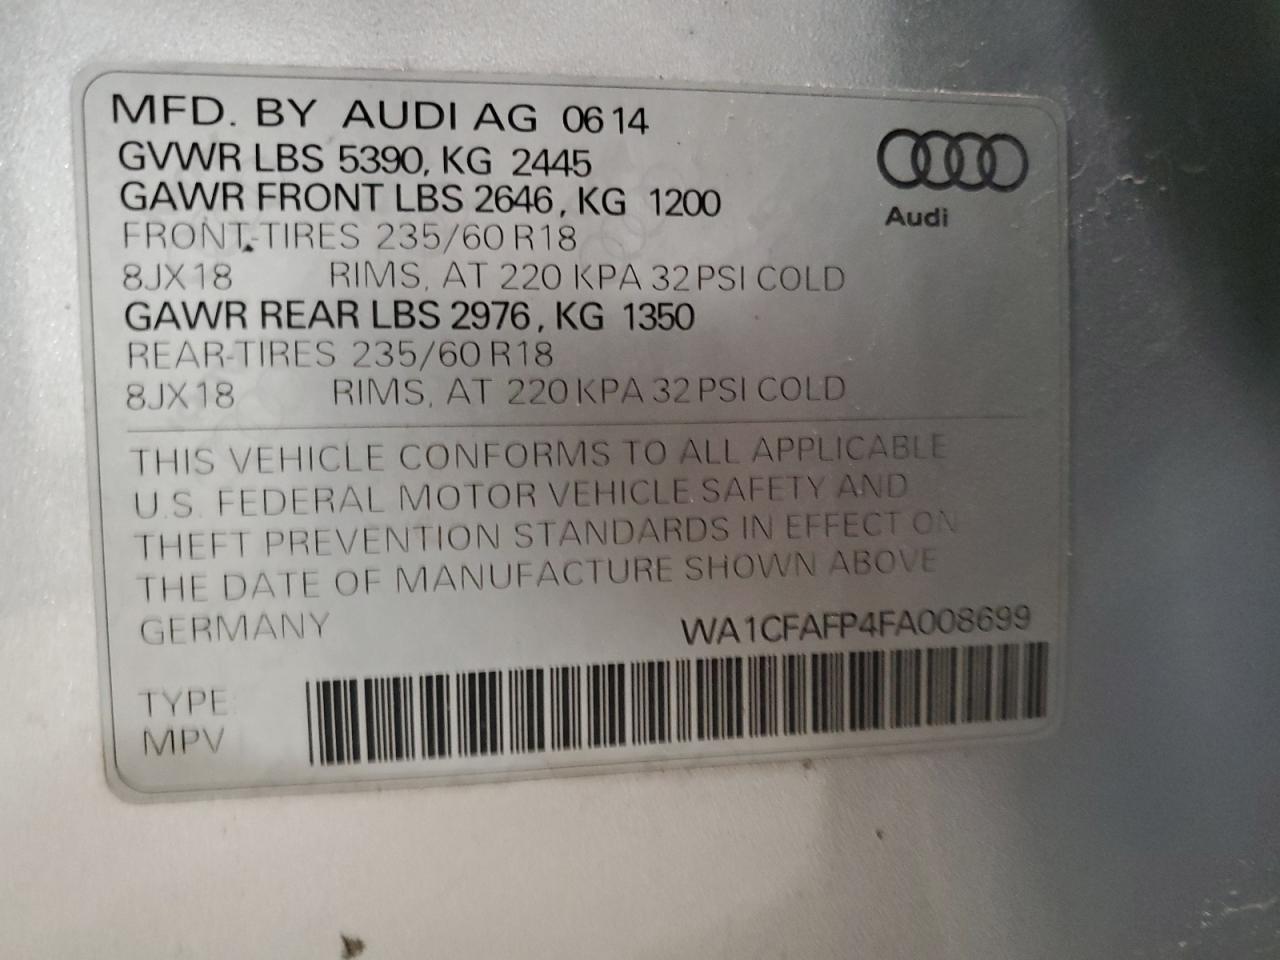 MFD. BY AUDI AG 0614
GVWR LBS 5390, KG 2445
GAWR FRONT LBS 2646, KG 1200
FRONT-TIRES 235/60 R18
8JX18 RIMS, AT 220 KPA 32 PSI COLD
GAWR REAR LBS 2976, KG 1350
REAR-TIRES 235/60 R18
8JX18 RIMS, AT 220 KPA 32 PSI COLD
Audi
THIS VEHICLE CONFORMS TO ALL APPLICABLE
U.S. FEDERAL MOTOR VEHICLE SAFETY AND
THEFT PREVENTION STANDARDS IN EFFECT ON
THE DATE OF MANUFACTURE SHOWN ABOVE
GERMANY WA1CFAFP4FA008699
TYPE:
MPV